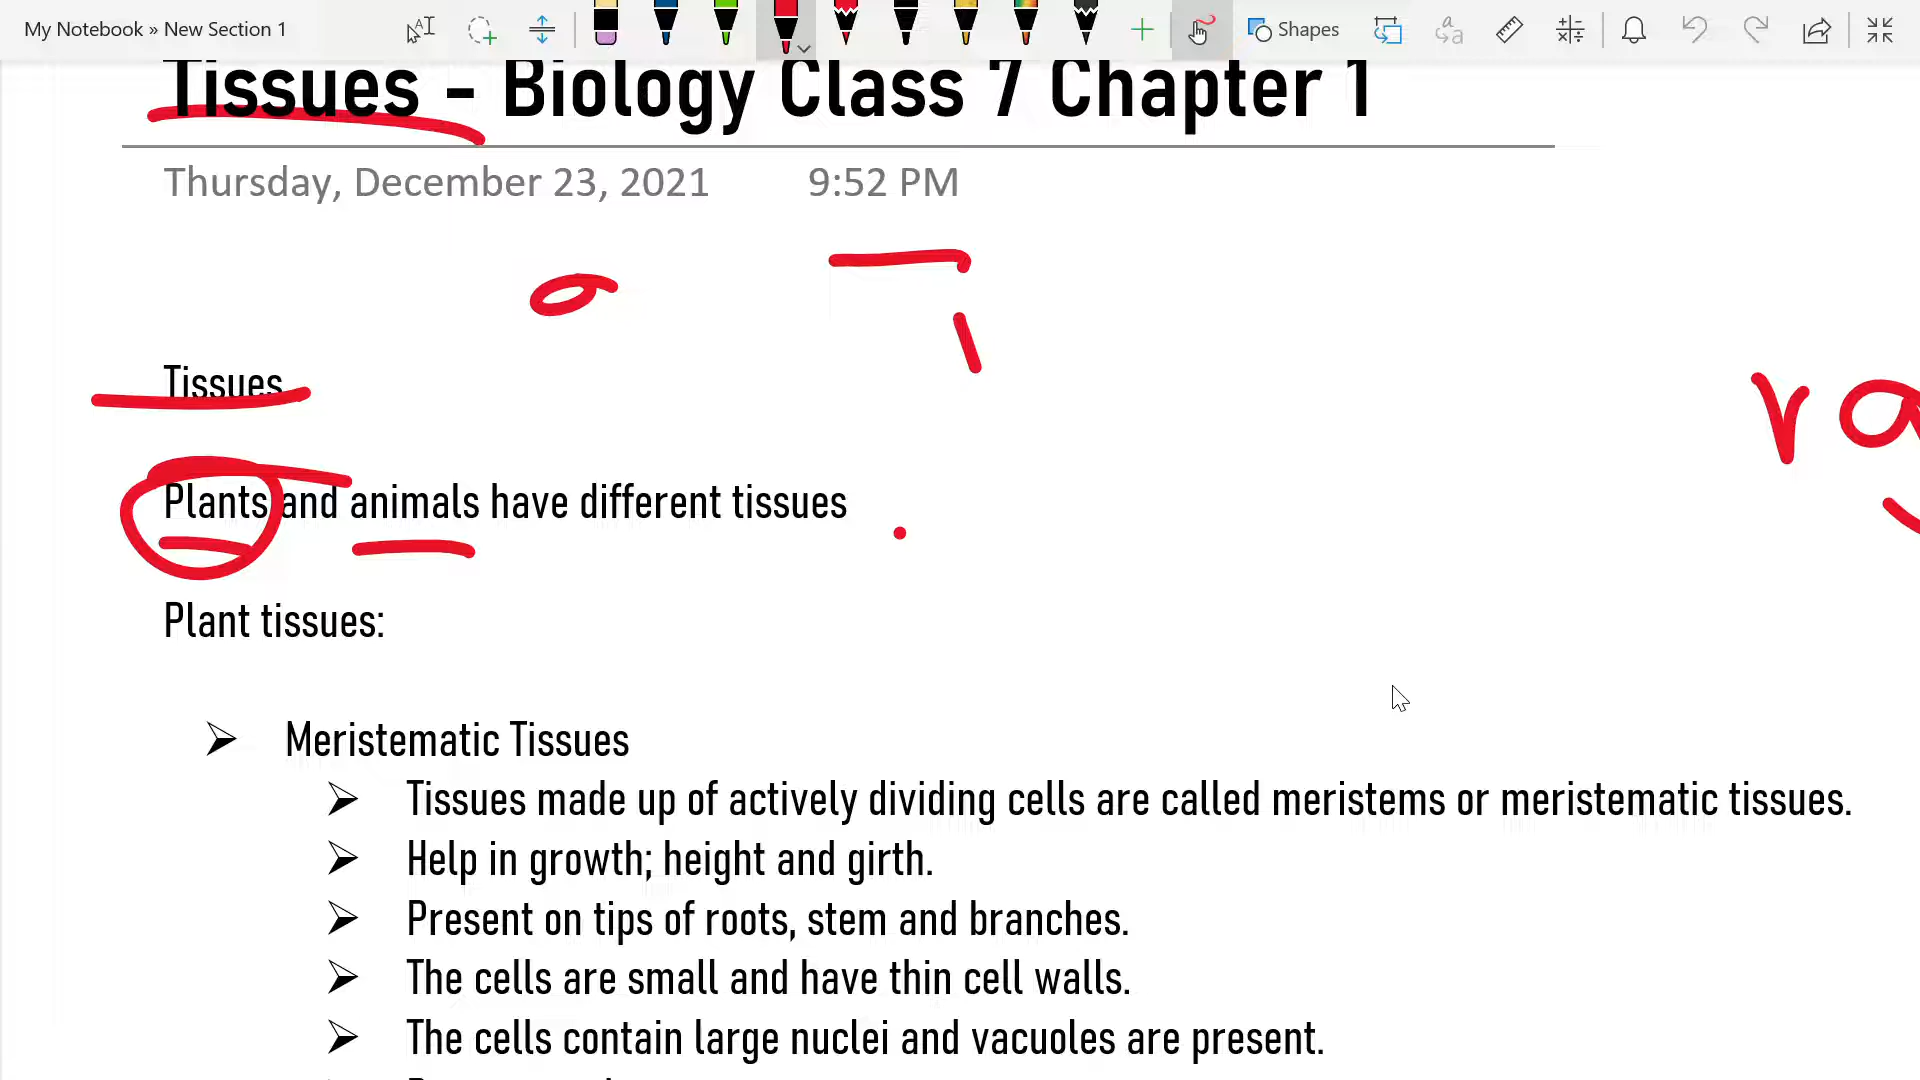 My Notebook » New Section 1
Shapes
Tissues - Biology Class 7 Chapter 1
Thursday, December 23, 2021 9:52 PM
Tissues
Plants and animals have different tissues
Plant tissues:
➢ Meristematic Tissues
➢ Tissues made up of actively dividing cells are called meristems or meristematic tissues.
➢ Help in growth; height and girth.
➢ Present on tips of roots, stem and branches.
➢ The cells are small and have thin cell walls.
➢ The cells contain large nuclei and vacuoles are present.